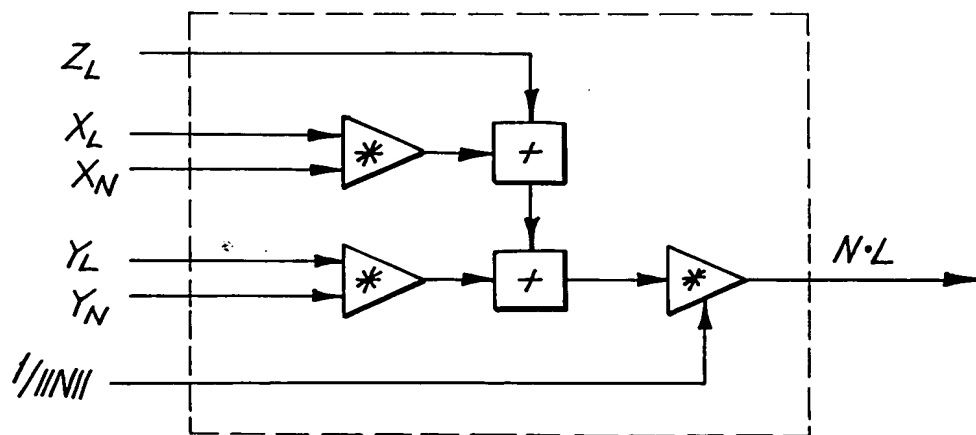 Z_L
X_L
X_N
*
+
Y_L
Y_N
*
+
*
N·L
1/||N||